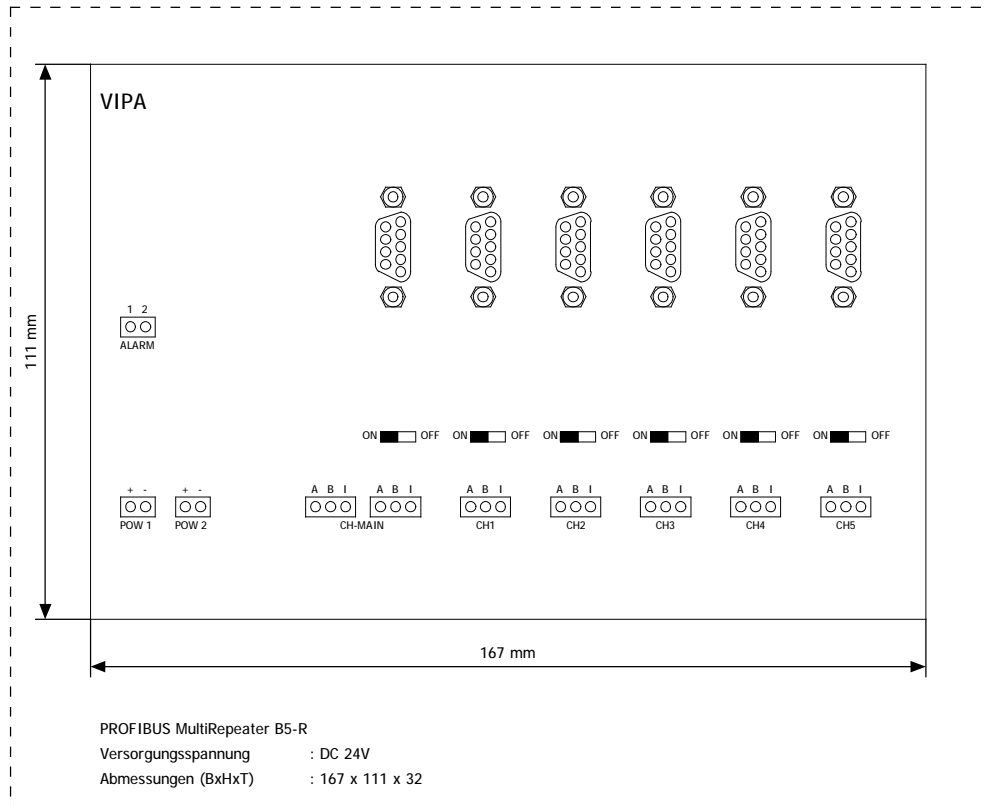 VIPA
1 2
ALARM
111 mm
ON OFF ON OFF ON OFF ON OFF ON OFF ON OFF
+ - + - A B I A B I A B I A B I A B I A B I A B I
POW 1 POW 2 CH-MAIN CH1 CH2 CH3 CH4 CH5
167 mm
PROFIBUS MultiRepeater B5-R
Versorgungsspannung : DC 24V
Abmessungen (BxHxT) : 167 x 111 x 32